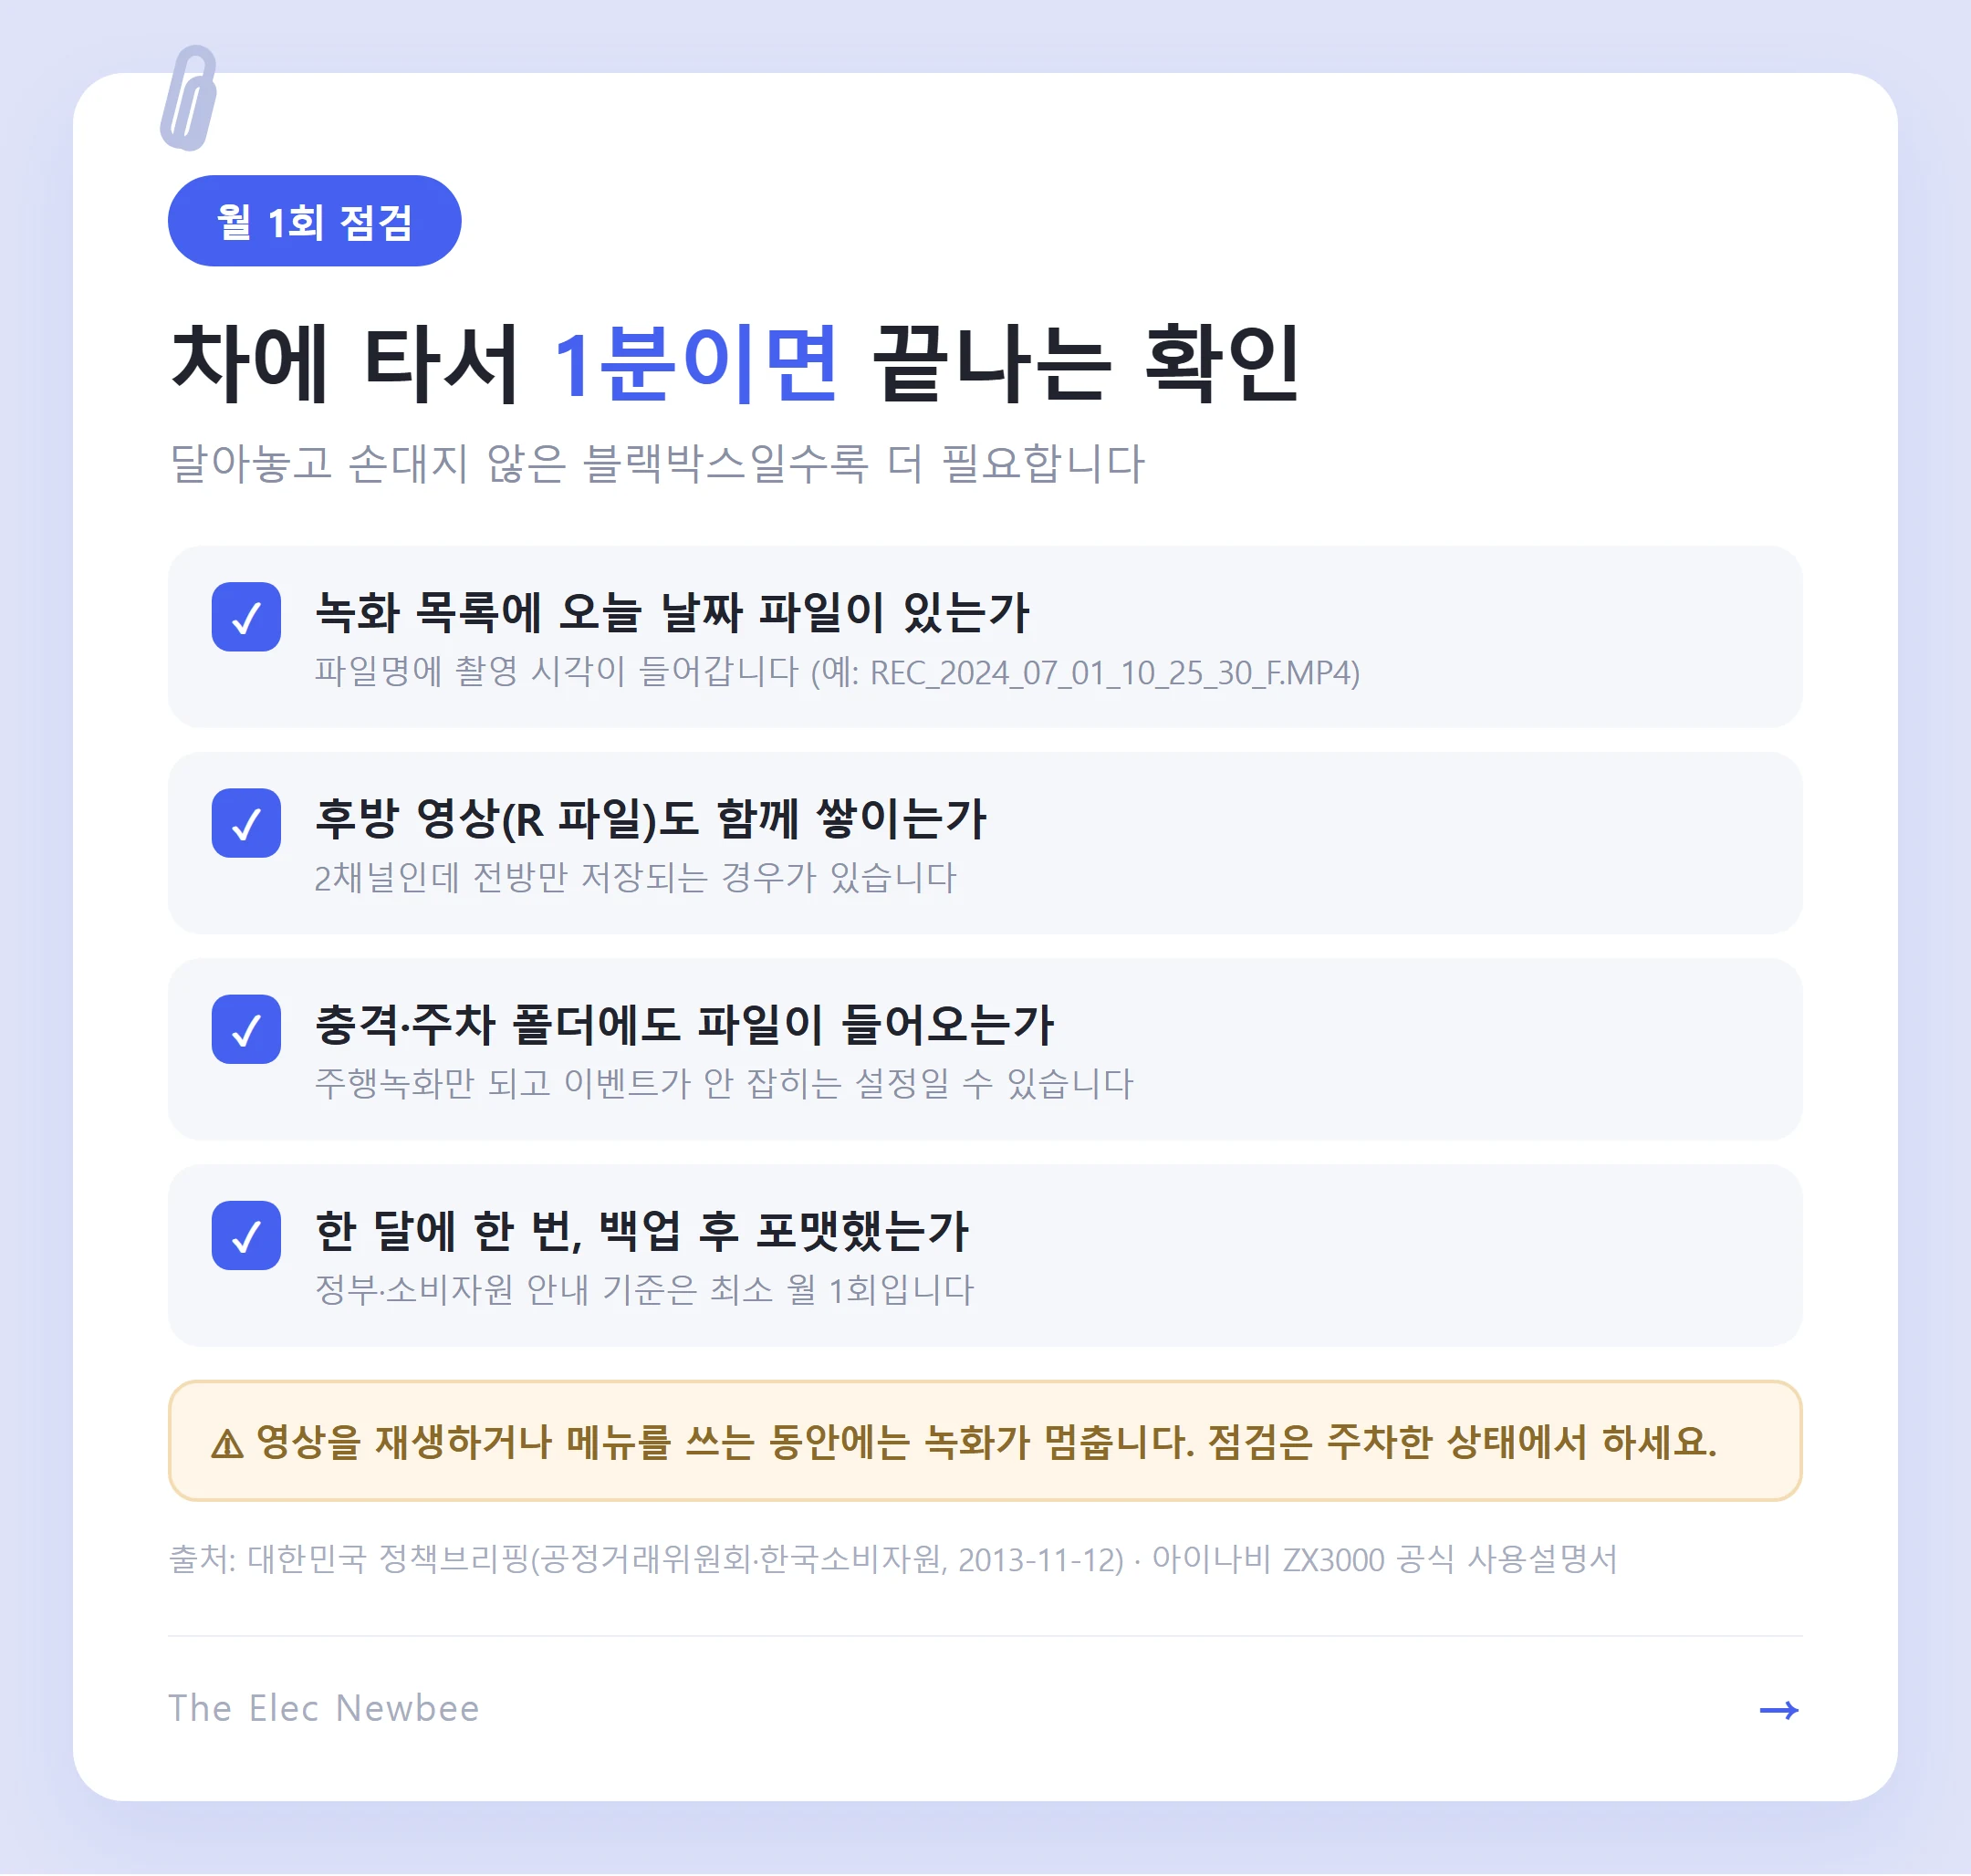 월 1회 점검
차에 타서 1분이면 끝나는 확인
달아놓고 손대지 않은 블랙박스일수록 더 필요합니다
✓ 녹화 목록에 오늘 날짜 파일이 있는가
파일명에 촬영 시각이 들어갑니다 (예: REC_2024_07_01_10_25_30_F.MP4)
✓ 후방 영상(R 파일)도 함께 쌓이는가
2채널인데 전방만 저장되는 경우가 있습니다
✓ 충격·주차 폴더에도 파일이 들어오는가
주행녹화만 되고 이벤트가 안 잡히는 설정일 수 있습니다
✓ 한 달에 한 번, 백업 후 포맷했는가
정부·소비자원 안내 기준은 최소 월 1회입니다
⚠ 영상을 재생하거나 메뉴를 쓰는 동안에는 녹화가 멈춥니다. 점검은 주차한 상태에서 하세요.
출처: 대한민국 정책브리핑(공정거래위원회·한국소비자원, 2013-11-12) · 아이나비 ZX3000 공식 사용설명서
The Elec Newbee →